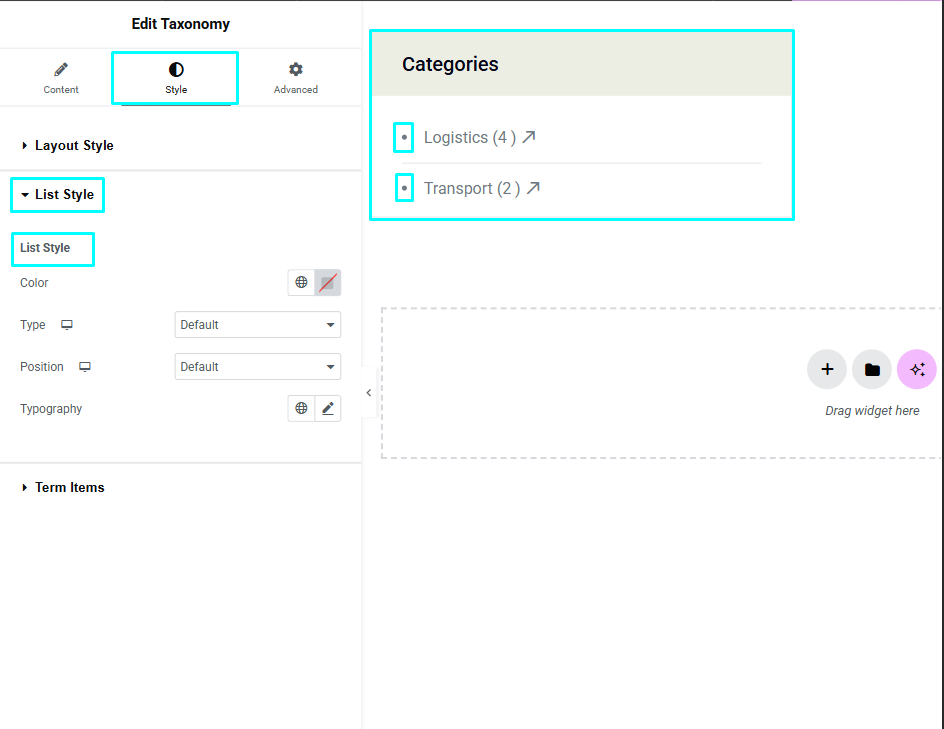 Edit Taxonomy
Content
Style
Advanced
Layout Style
List Style
List Style
Color
Type
Default
Position
Default
Typography
Term Items
Categories
Logistics (4 )
Transport (2 )
Drag widget here